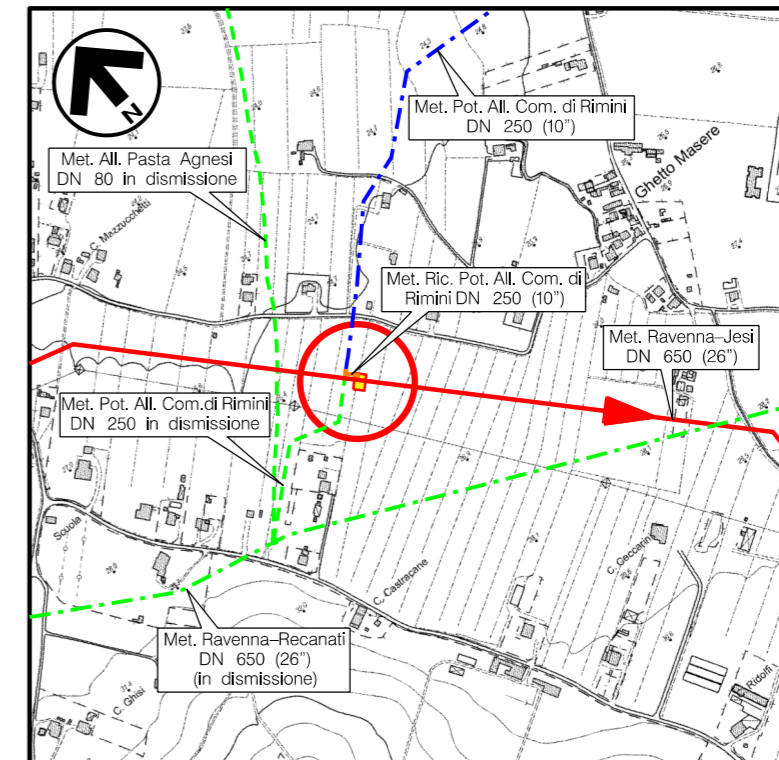 N
Met. Pot. All. Com. di Rimini
DN 250 (10")
Met. All. Pasta Agnesi
DN 80 in dismissione
Ghetto Masere
C. Mazzucchetti
Met. Ric. Pot. All. Com. di
Rimini DN 250 (10")
Met. Ravenna–Jesi
DN 650 (26")
Met. Pot. All. Com.di Rimini
DN 250 in dismissione
Scuola
C. Castracane
C. Ceccarini
Met. Ravenna–Recanati
DN 650 (26")
(in dismissione)
C. Ghisi
Ridolfi